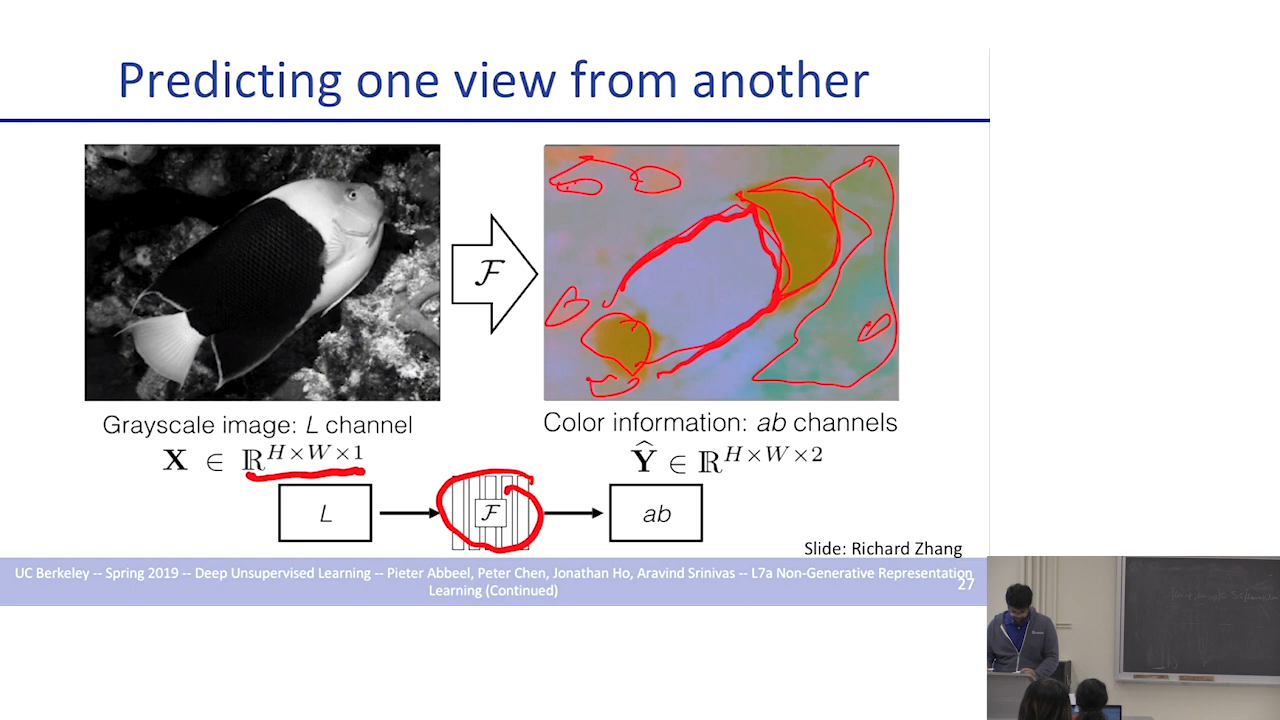 Predicting one view from another
F
Grayscale image: L channel
Color information: ab channels
X ∈ ℝ^{H×W×1}
Ŷ ∈ ℝ^{H×W×2}
L
F
ab
Slide: Richard Zhang
UC Berkeley -- Spring 2019 -- Deep Unsupervised Learning -- Pieter Abbeel, Peter Chen, Jonathan Ho, Aravind Srinivas -- L7a Non-Generative Representation
Learning (Continued)
27